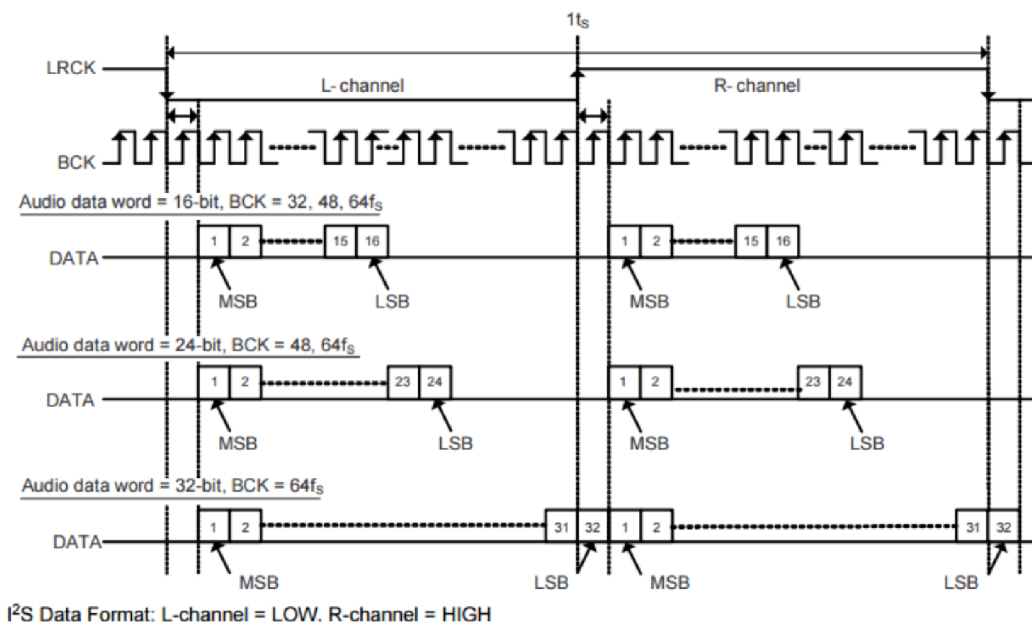 1tS
LRCK
L- channel
R- channel
BCK
Audio data word = 16-bit, BCK = 32, 48, 64fS
DATA 1 2 15 16 1 2 15 16
MSB LSB MSB LSB
Audio data word = 24-bit, BCK = 48, 64fS
DATA 1 2 23 24 1 2 23 24
MSB LSB MSB LSB
Audio data word = 32-bit, BCK = 64fS
DATA 1 2 31 32 1 2 31 32
MSB LSB MSB LSB
I²S Data Format: L-channel = LOW. R-channel = HIGH